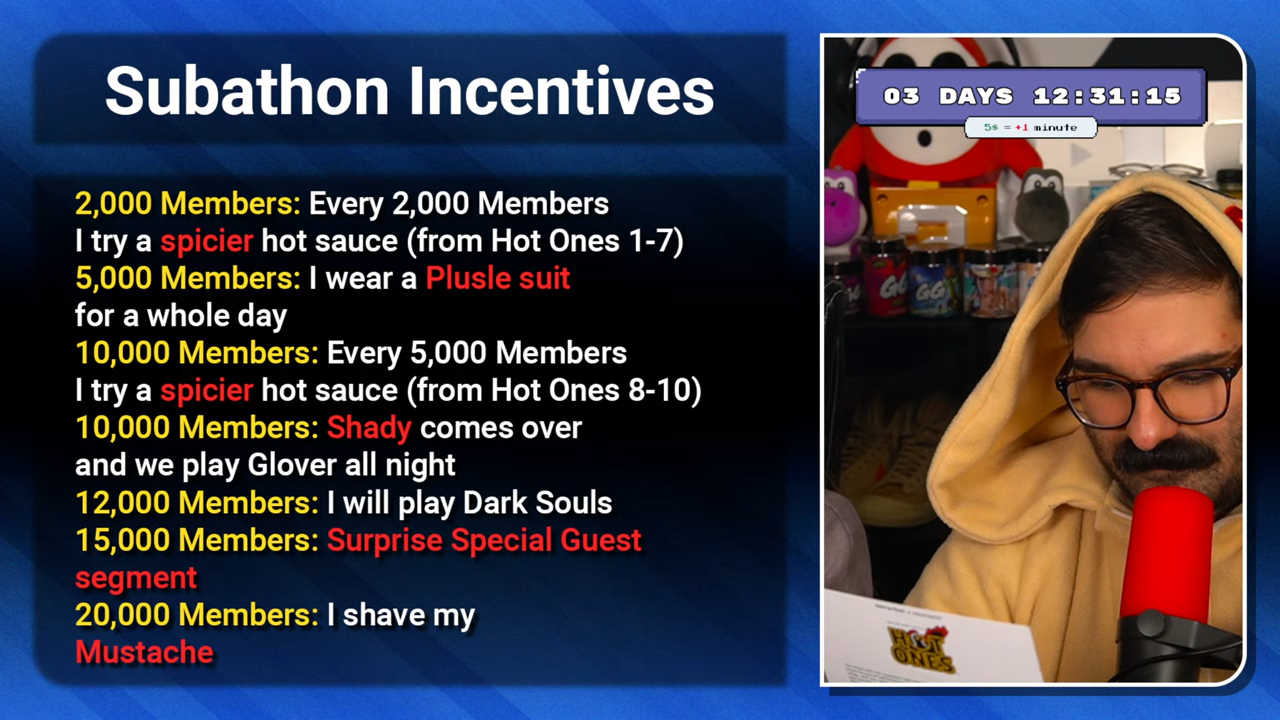 Subathon Incentives
2,000 Members: Every 2,000 Members
I try a spicier hot sauce (from Hot Ones 1-7)
5,000 Members: I wear a Plusle suit
for a whole day
10,000 Members: Every 5,000 Members
I try a spicier hot sauce (from Hot Ones 8-10)
10,000 Members: Shady comes over
and we play Glover all night
12,000 Members: I will play Dark Souls
15,000 Members: Surprise Special Guest
segment
20,000 Members: I shave my
Mustache
03 DAYS 12:31:15
5$ = +1 minute
GG
HOT
ONES